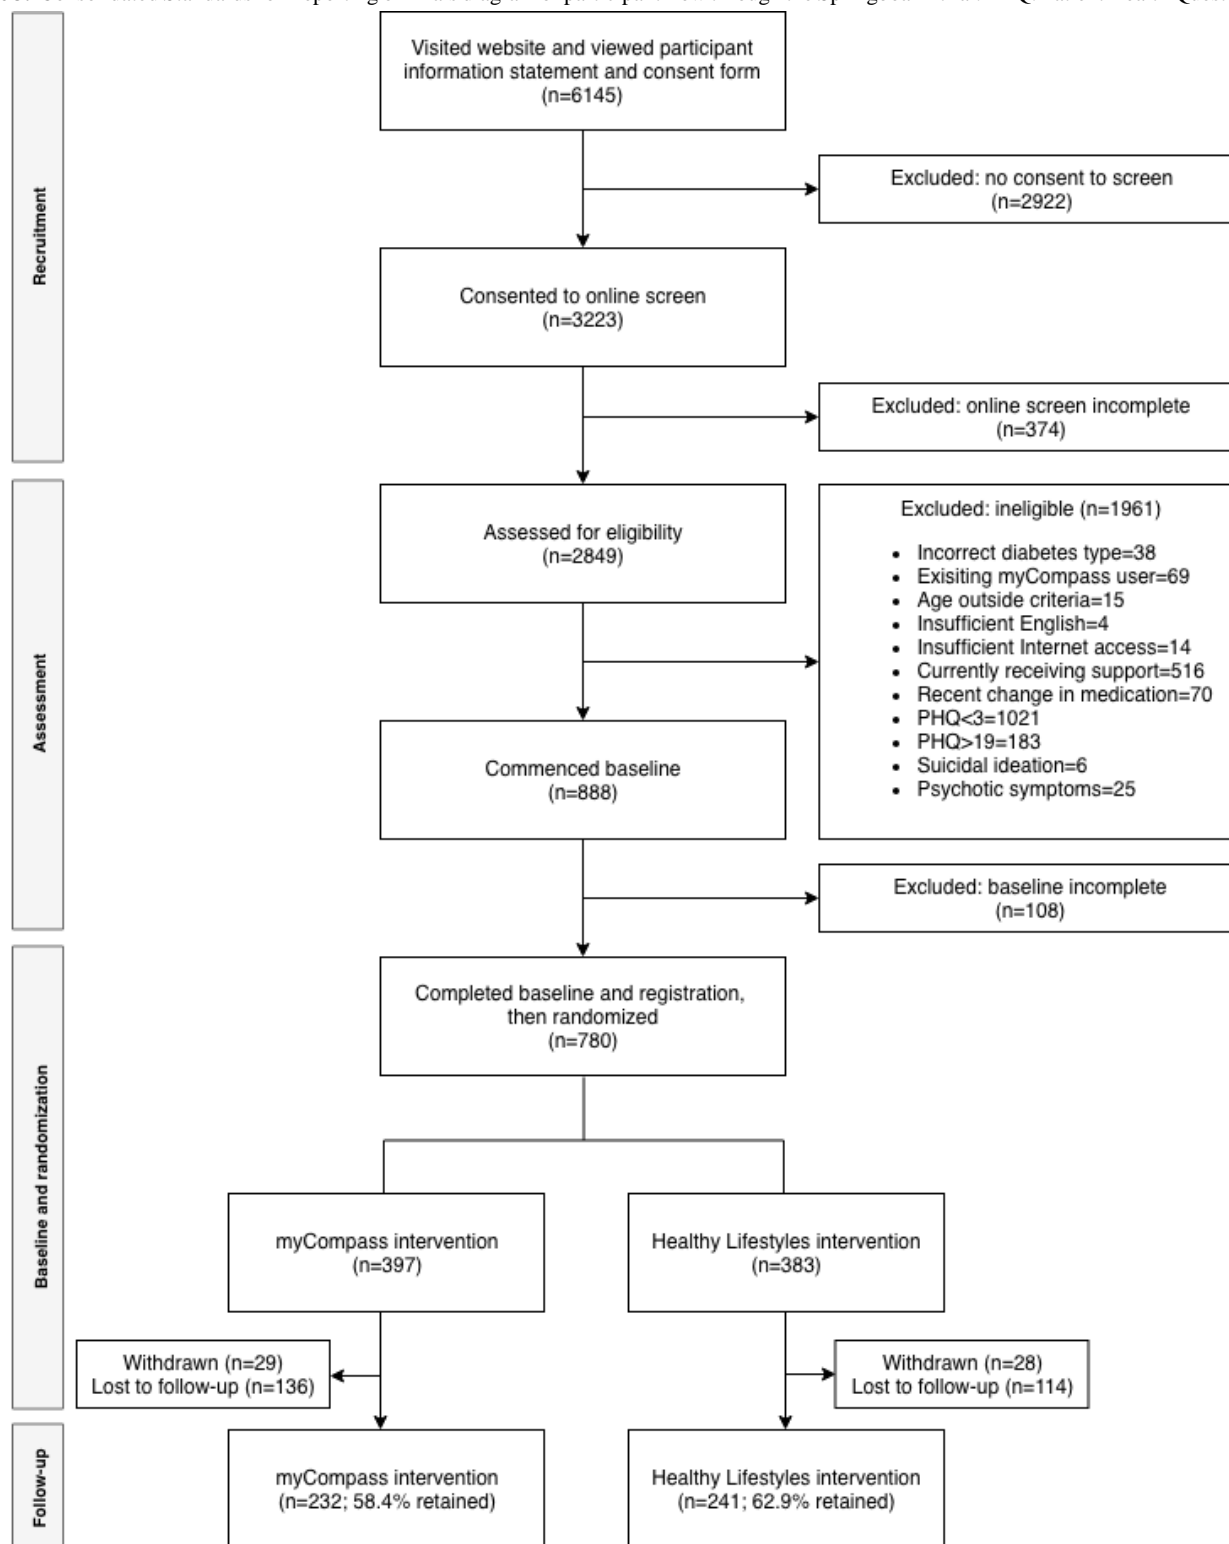 Visited website and viewed participant
information statement and consent form
(n=6145)
Excluded: no consent to screen
(n=2922)
Recruitment
Consented to online screen
(n=3223)
Excluded: online screen incomplete
(n=374)
Assessed for eligibility
(n=2849)
Excluded: ineligible (n=1961)
• Incorrect diabetes type=38
• Exisiting myCompass user=69
• Age outside criteria=15
• Insufficient English=4
• Insufficient Internet access=14
• Currently receiving support=516
• Recent change in medication=70
• PHQ<3=1021
• PHQ>19=183
• Suicidal ideation=6
• Psychotic symptoms=25
Assessment
Commenced baseline
(n=888)
Excluded: baseline incomplete
(n=108)
Completed baseline and registration,
then randomized
(n=780)
Baseline and randomization
myCompass intervention
(n=397)
Healthy Lifestyles intervention
(n=383)
Withdrawn (n=29)
Lost to follow-up (n=136)
Withdrawn (n=28)
Lost to follow-up (n=114)
Follow-up
myCompass intervention
(n=232; 58.4% retained)
Healthy Lifestyles intervention
(n=241; 62.9% retained)